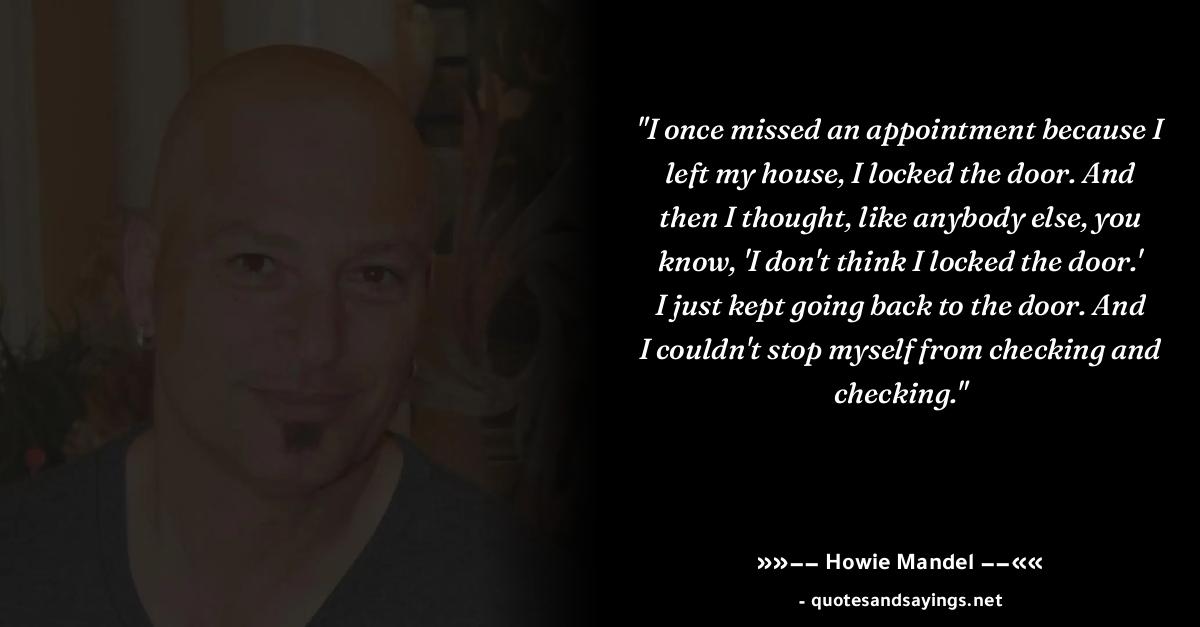 "I once missed an appointment because I
left my house, I locked the door. And
then I thought, like anybody else, you
know, 'I don't think I locked the door.'
I just kept going back to the door. And
I couldn't stop myself from checking and
checking."
»»–– Howie Mandel ––««
- quotesandsayings.net